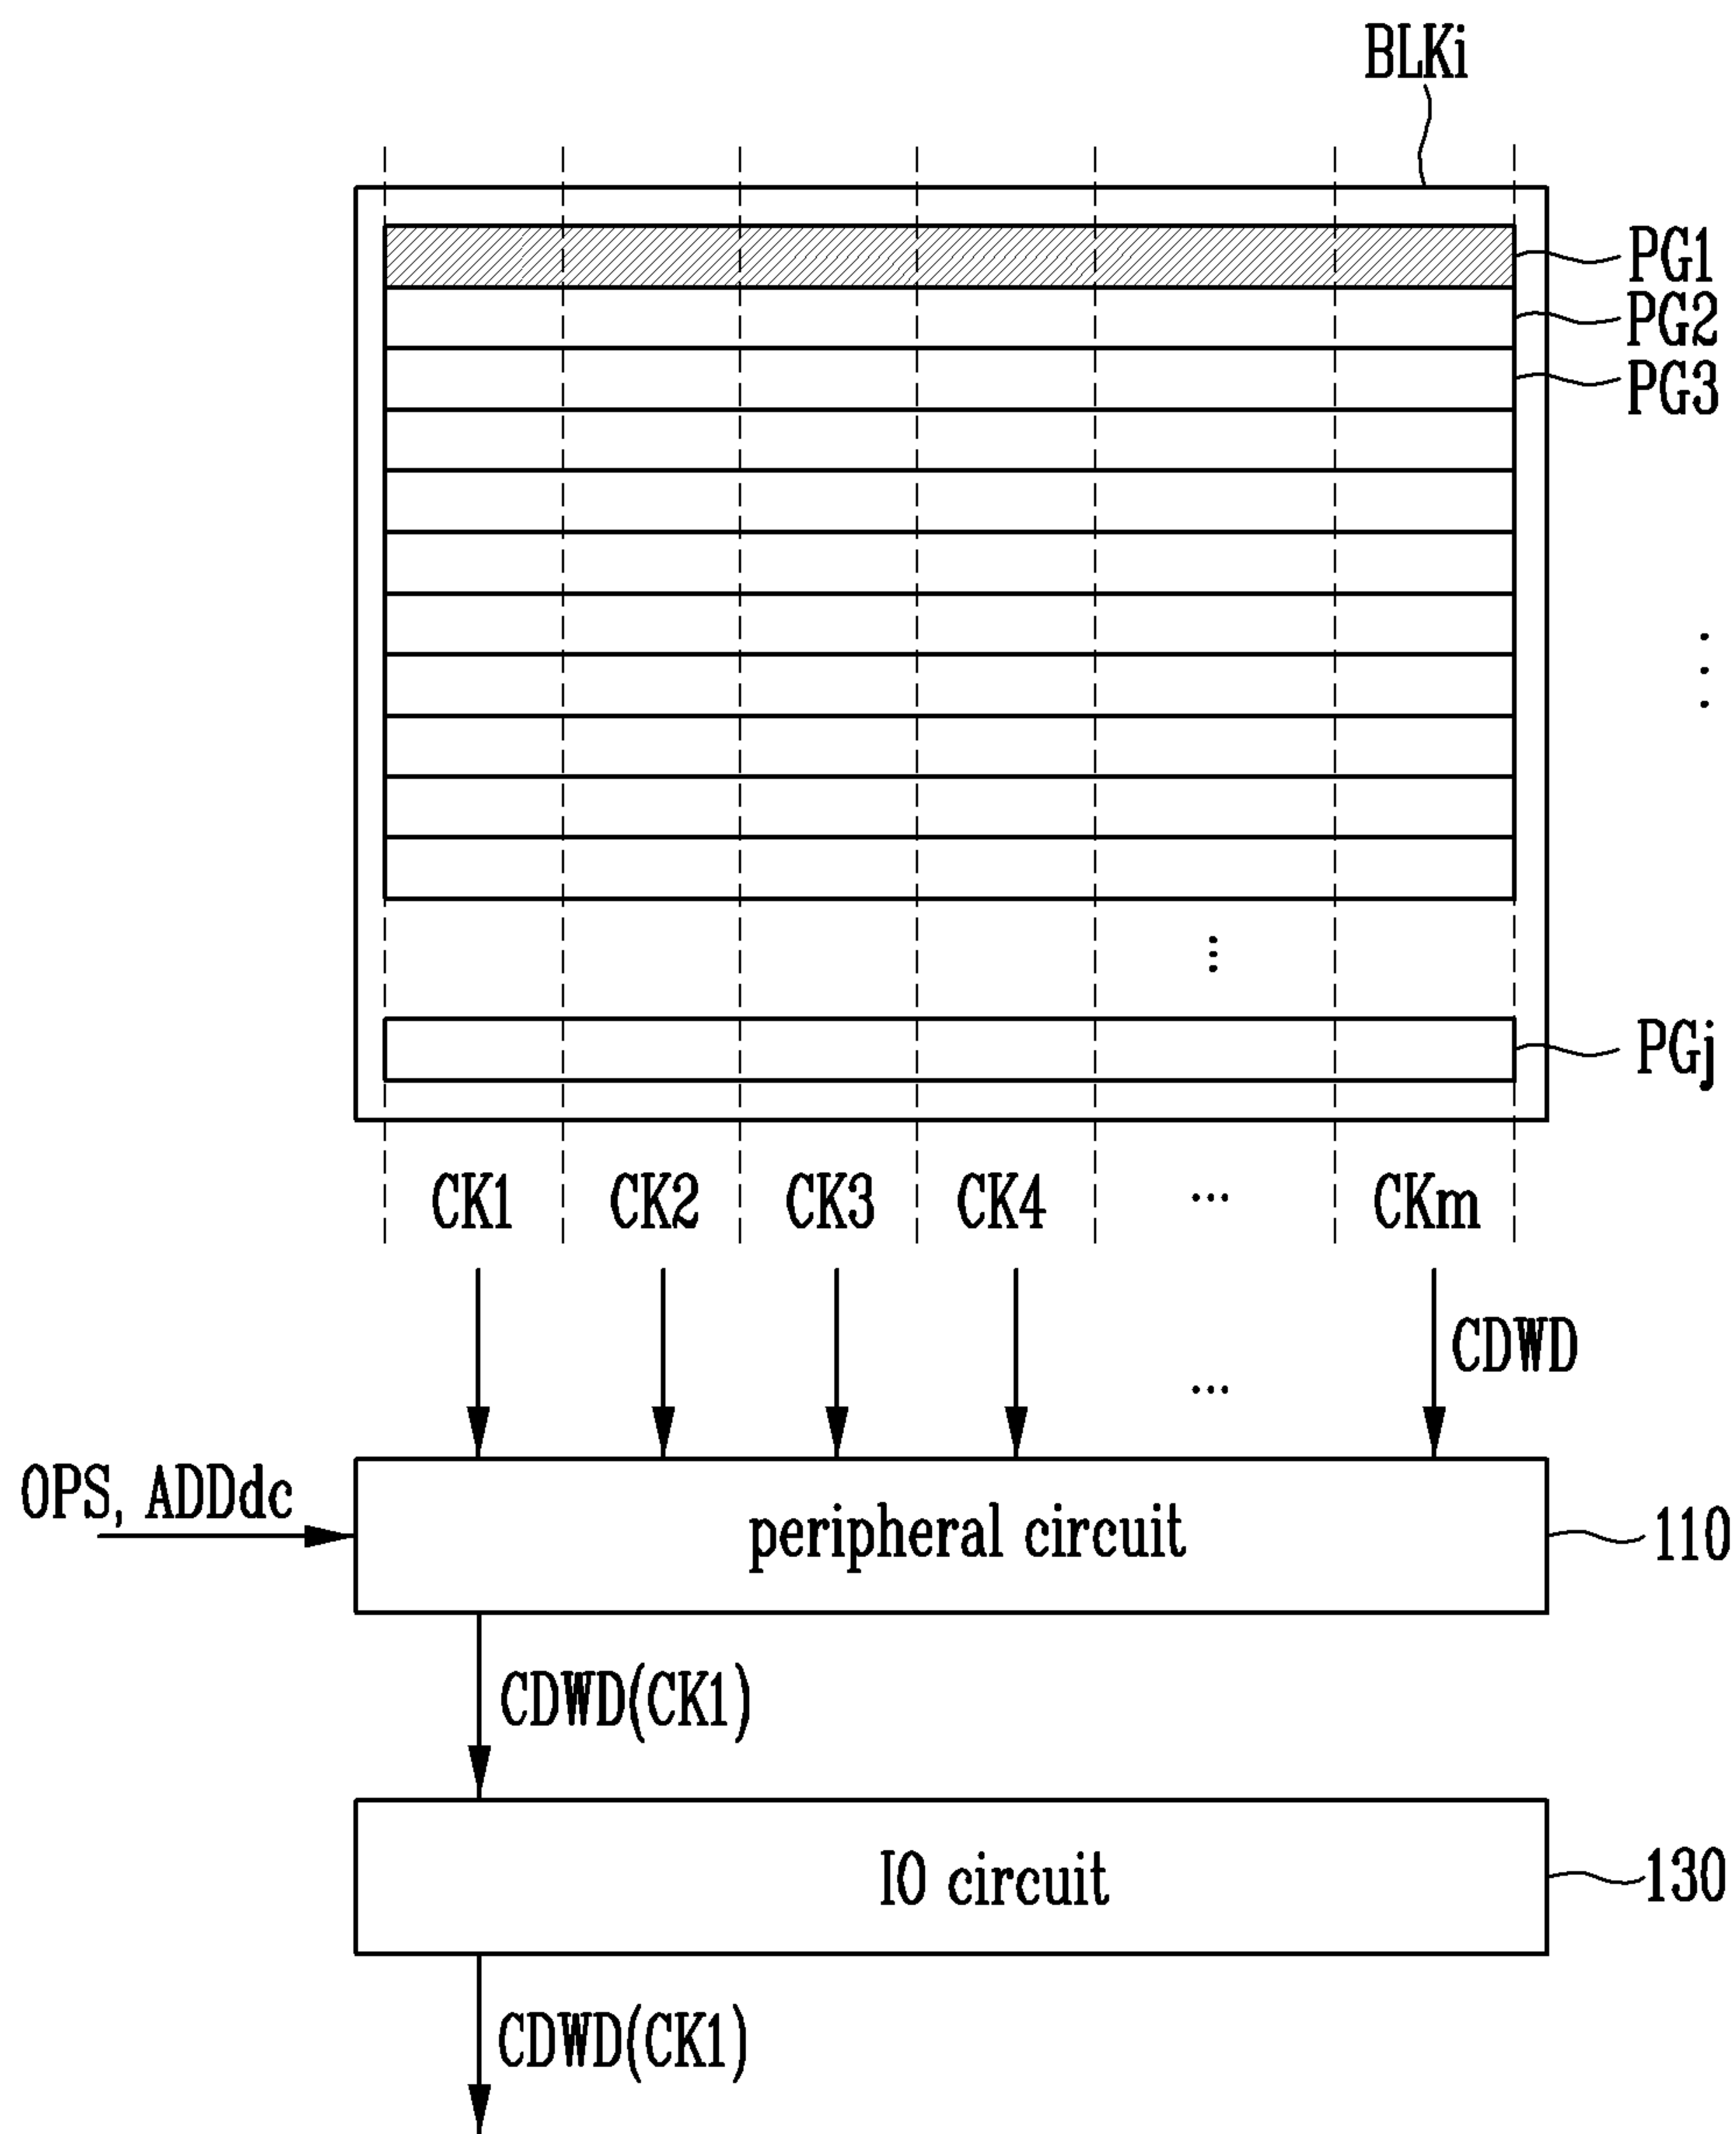 BLKi
PG1
PG2
PG3
⋮
⋮
PGj
CK1 CK2 CK3 CK4 ... CKm
CDWD
...
OPS, ADDdc
peripheral circuit
110
CDWD(CK1)
IO circuit
130
CDWD(CK1)